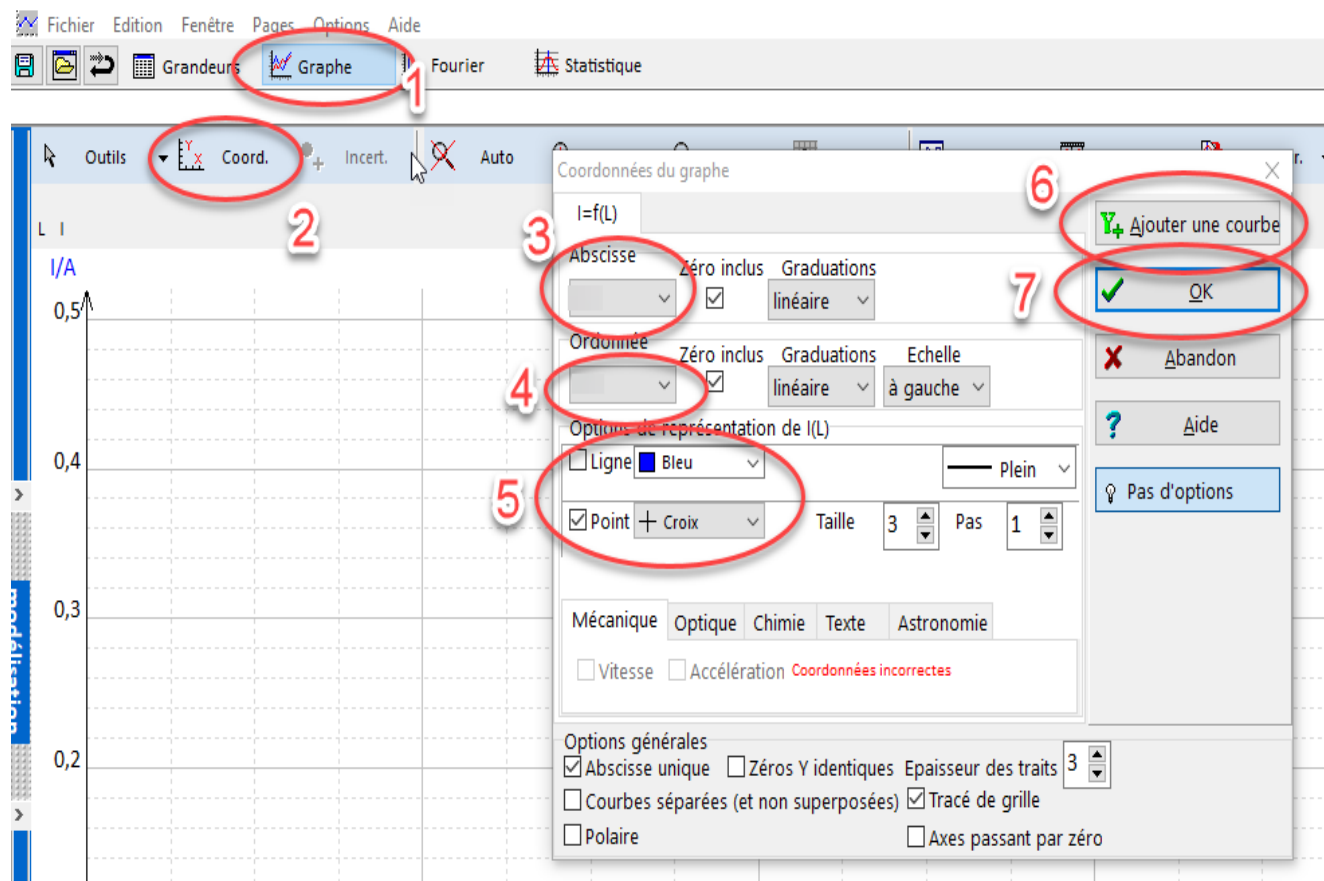 Fichier Edition Fenêtre Pages Options Aide
Grandeurs Graphe Fourier Statistique
1
Outils Y X Coord. Incert. Auto r.
2
L I
I/A
0,5
0,4
0,3
0,2
modélisation
Coordonnées du graphe
I=f(L)
3
Abscisse
Zéro inclus Graduations
linéaire
Ordonnée
4
Zéro inclus Graduations Echelle
linéaire à gauche
Options de représentation de I(L)
5
Ligne Bleu Plein
Point Croix Taille 3 Pas 1
Mécanique Optique Chimie Texte Astronomie
Vitesse Accélération Coordonnées incorrectes
Options générales
Abscisse unique Zéros Y identiques Epaisseur des traits 3
Courbes séparées (et non superposées) Tracé de grille
Polaire Axes passant par zéro
6
Y+ Ajouter une courbe
7
OK
Abandon
? Aide
Pas d'options